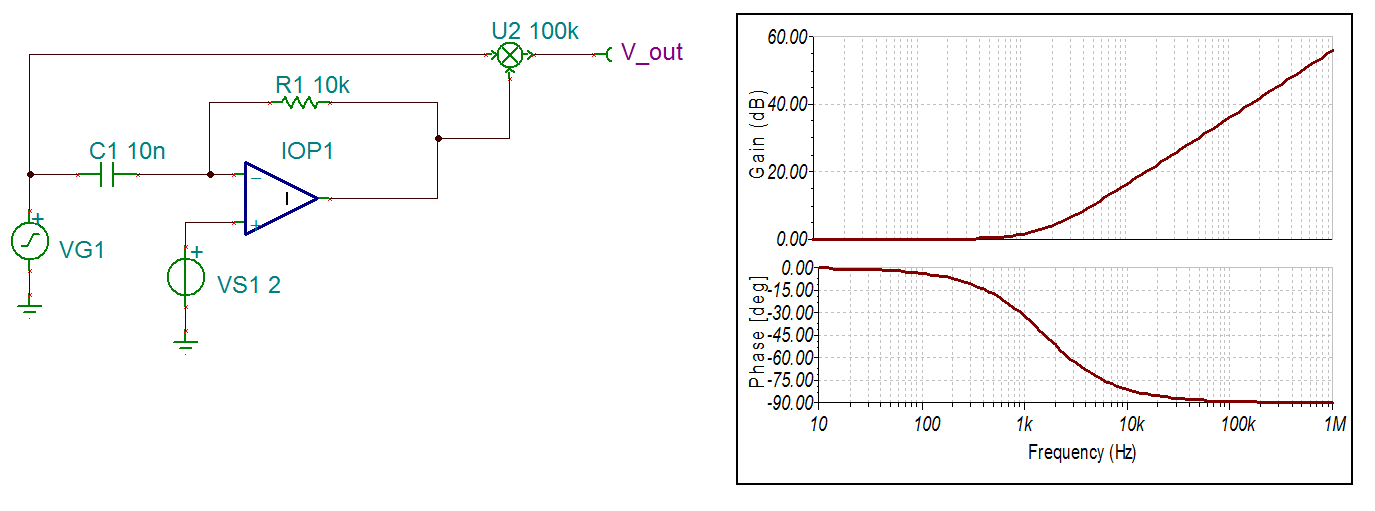 U2 100k
V_out
R1 10k
C1 10n
IOP1
+
VG1
+
VS1 2
−
+
I
60.00
40.00
20.00
0.00
Gain (dB)
0.00
-15.00
-30.00
-45.00
-60.00
-75.00
-90.00
Phase [deg]
10 100 1k 10k 100k 1M
Frequency (Hz)